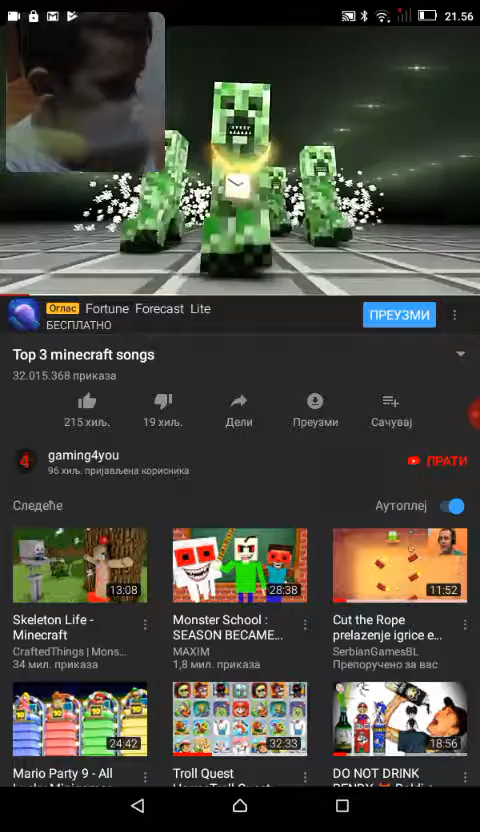 21.56
Оглас Fortune Forecast Lite
БЕСПЛАТНО
ПРЕУЗМИ
Top 3 minecraft songs
32.015.368 приказа
215 хиљ.
19 хиљ.
Дели
Преузми
Сачувај
gaming4you
96 хиљ. пријављена корисника
ПРАТИ
Следеће
Аутоплеј
13:08
28:38
11:52
Skeleton Life -
Minecraft
CraftedThings | Mons...
34 мил. приказа
Monster School :
SEASON BECAME...
MAXIM
1,8 мил. приказа
Cut the Rope
prelazenje igrice e...
SerbianGamesBL
Препоручено за вас
24:42
32:33
18:56
Mario Party 9 - All
Troll Quest
DO NOT DRINK